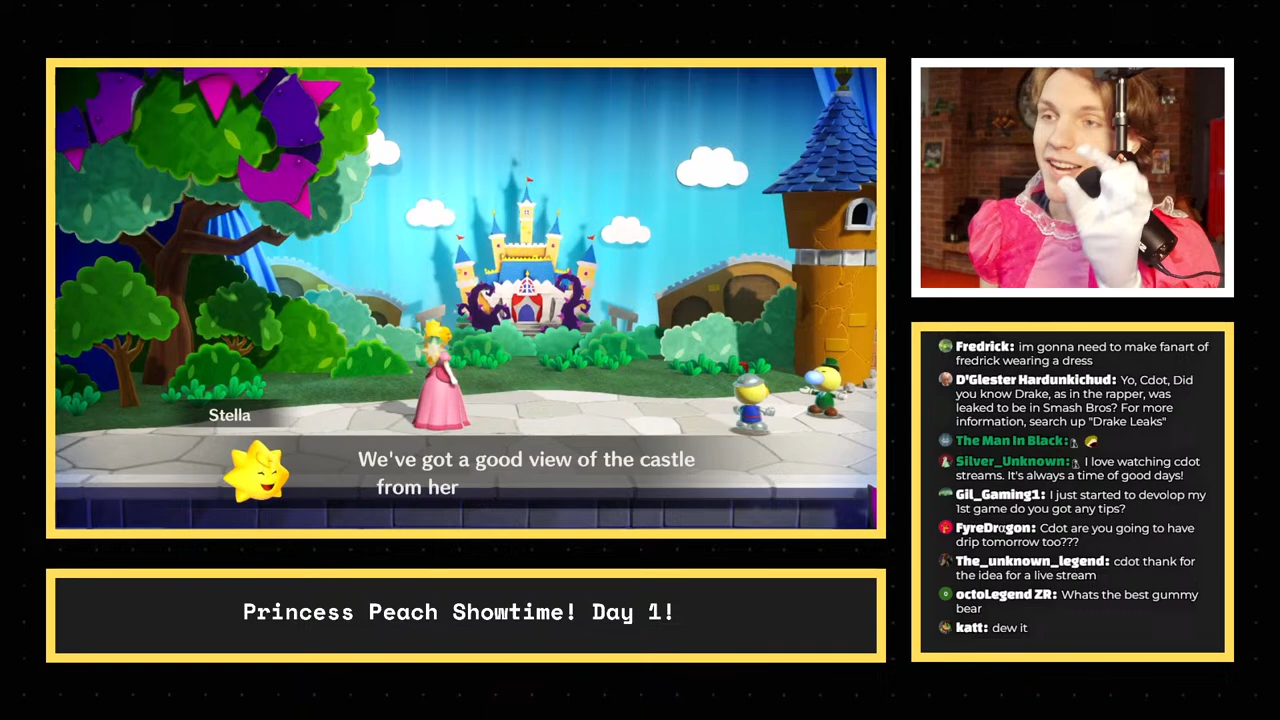 Stella
We've got a good view of the castle
from her
Princess Peach Showtime! Day 1!
Fredrick: im gonna need to make fanart of
fredrick wearing a dress
D'Glester Hardunkichud: Yo, Cdot, Did
you know Drake, as in the rapper, was
leaked to be in Smash Bros? For more
information, search up "Drake Leaks"
The Man In Black:
Silver_Unknown: I love watching cdot
streams. It's always a time of good days!
Gil_Gaming1: I just started to develop my
1st game do you got any tips?
FyreDrαgon: Cdot are you going to have
drip tomorrow too???
The_unknown_legend: cdot thank for
the idea for a live stream
octoLegend ZR: Whats the best gummy
bear
katt: dew it